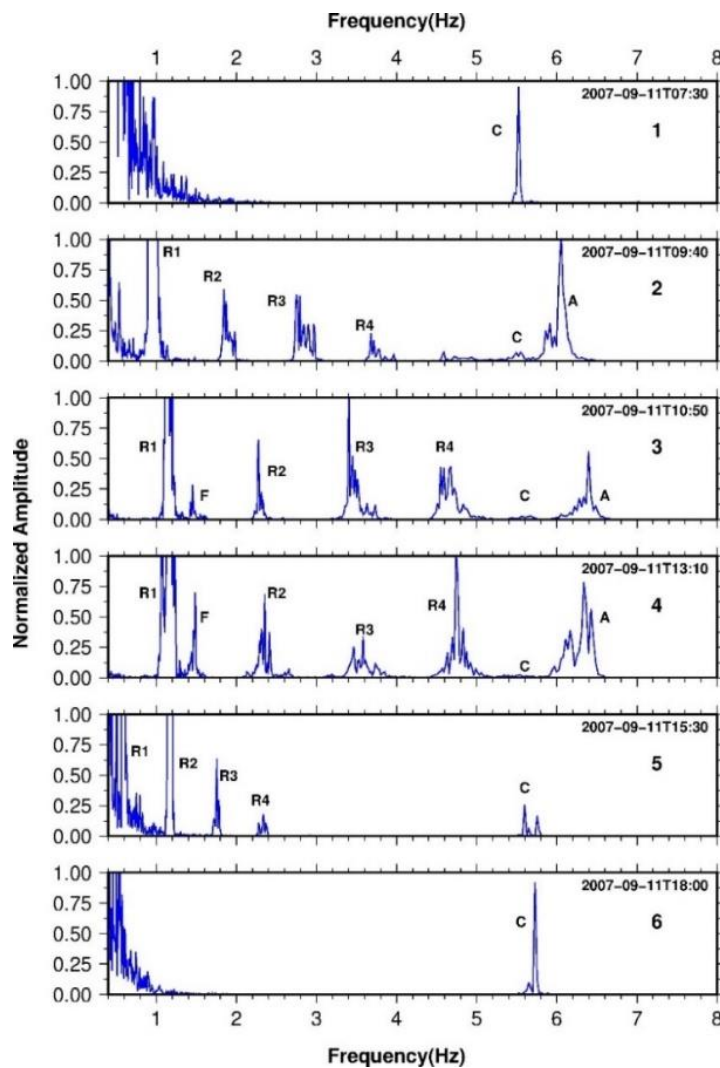 Frequency(Hz)
1 2 3 4 5 6 7 8
Normalized Amplitude
1.00
0.75
0.50
0.25
0.00
2007-09-11T07:30
1
C
1.00
0.75
0.50
0.25
0.00
2007-09-11T09:40
2
R1
R2
R3
R4
C
A
1.00
0.75
0.50
0.25
0.00
2007-09-11T10:50
3
R1
F
R2
R3
R4
C
A
1.00
0.75
0.50
0.25
0.00
2007-09-11T13:10
4
R1
F
R2
R3
R4
C
A
1.00
0.75
0.50
0.25
0.00
2007-09-11T15:30
5
R1
R2
R3
R4
C
1.00
0.75
0.50
0.25
0.00
2007-09-11T18:00
6
C
1 2 3 4 5 6 7 8
Frequency(Hz)